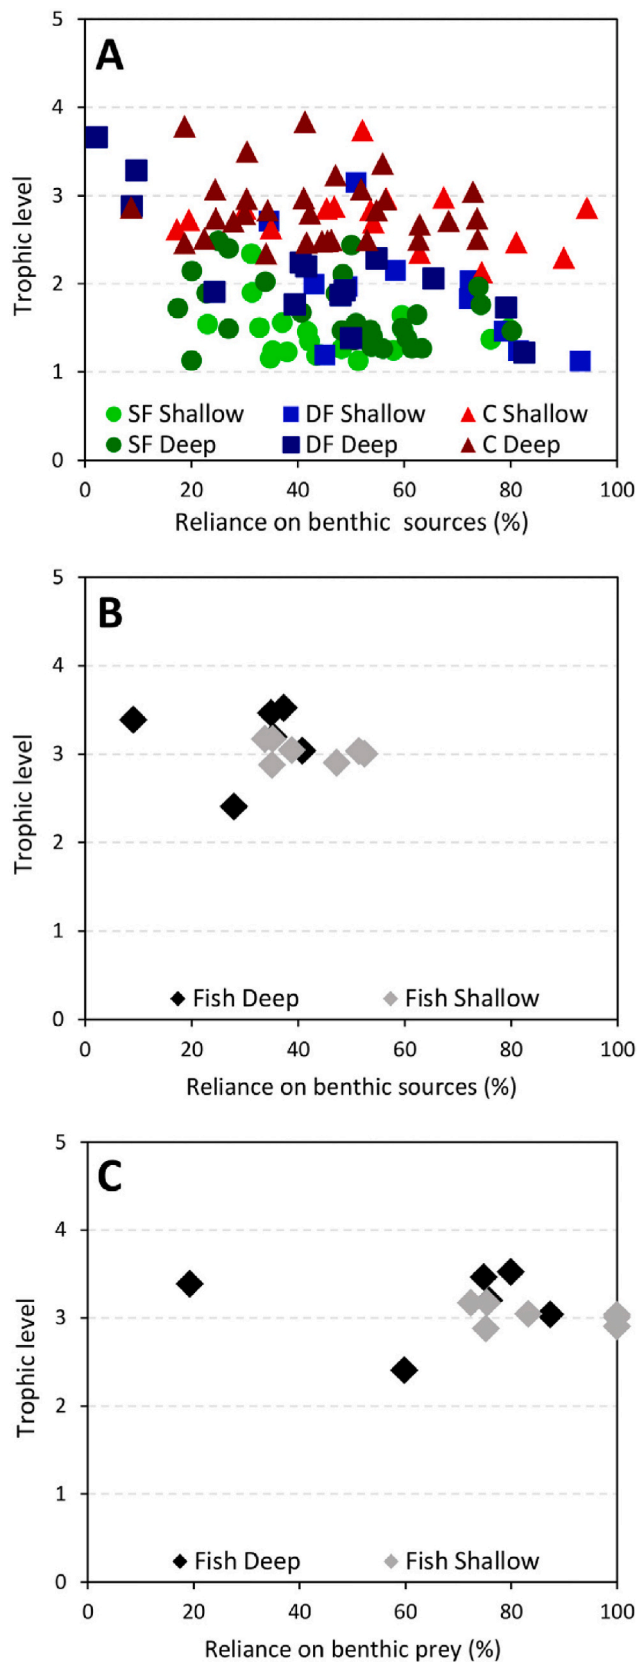 A
5
4
3
2
1
0
Trophic level
SF Shallow DF Shallow C Shallow
SF Deep DF Deep C Deep
0 20 40 60 80 100
Reliance on benthic sources (%)
B
5
4
3
2
1
0
Trophic level
Fish Deep Fish Shallow
0 20 40 60 80 100
Reliance on benthic sources (%)
C
5
4
3
2
1
0
Trophic level
Fish Deep Fish Shallow
0 20 40 60 80 100
Reliance on benthic prey (%)